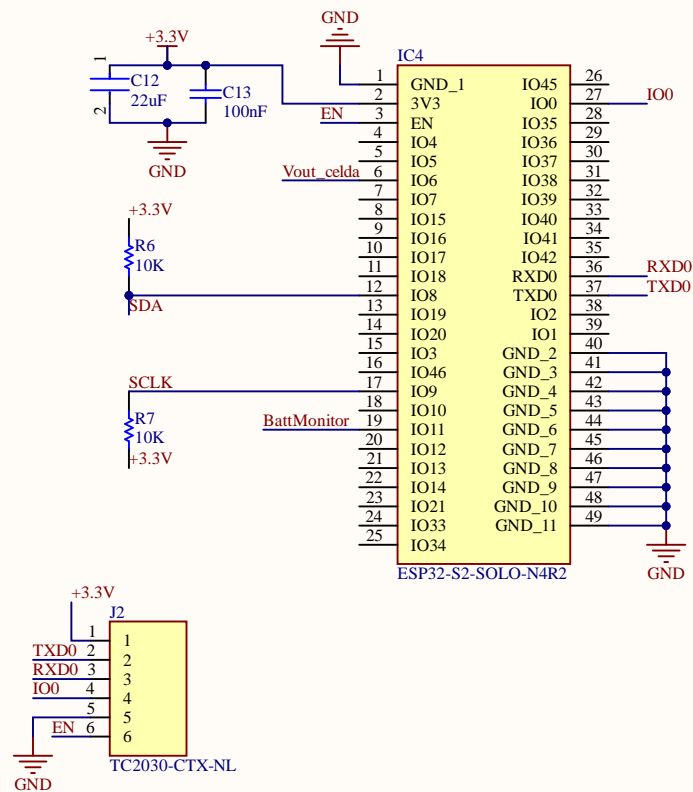 GND
+3.3V
1
C12
22uF
2
C13
100nF
GND
IC4
1 GND_1 IO45 26
2 3V3 IO0 27 IO0
EN 3 EN IO35 28
4 IO4 IO36 29
5 IO5 IO37 30
Vout_celda 6 IO6 IO38 31
7 IO7 IO39 32
8 IO15 IO40 33
9 IO16 IO41 34
10 IO17 IO42 35
11 IO18 RXD0 36 RXD0
12 IO8 TXD0 37 TXD0
13 IO19 IO2 38
14 IO20 IO1 39
15 IO3 GND_2 40
16 IO46 GND_3 41
17 IO9 GND_4 42
18 IO10 GND_5 43
BattMonitor 19 IO11 GND_6 44
20 IO12 GND_7 45
21 IO13 GND_8 46
22 IO14 GND_9 47
23 IO21 GND_10 48
24 IO33 GND_11 49
25 IO34
ESP32-S2-SOLO-N4R2
GND
+3.3V
R6
10K
SDA
SCLK
R7
10K
+3.3V
+3.3V
J2
1 1
TXD0 2 2
RXD0 3 3
IO0 4 4
5 5
EN 6 6
TC2030-CTX-NL
GND